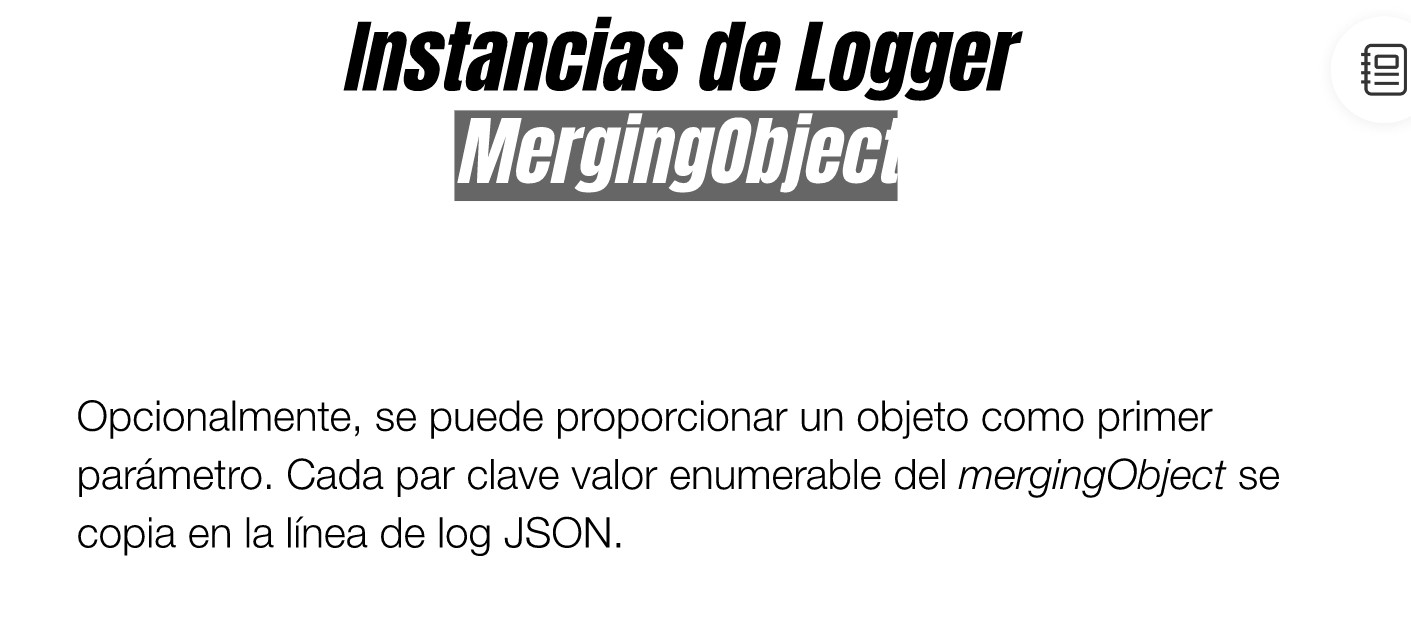 Instancias de Logger
MergingObject
Opcionalmente, se puede proporcionar un objeto como primer
parámetro. Cada par clave valor enumerable del mergingObject se
copia en la línea de log JSON.